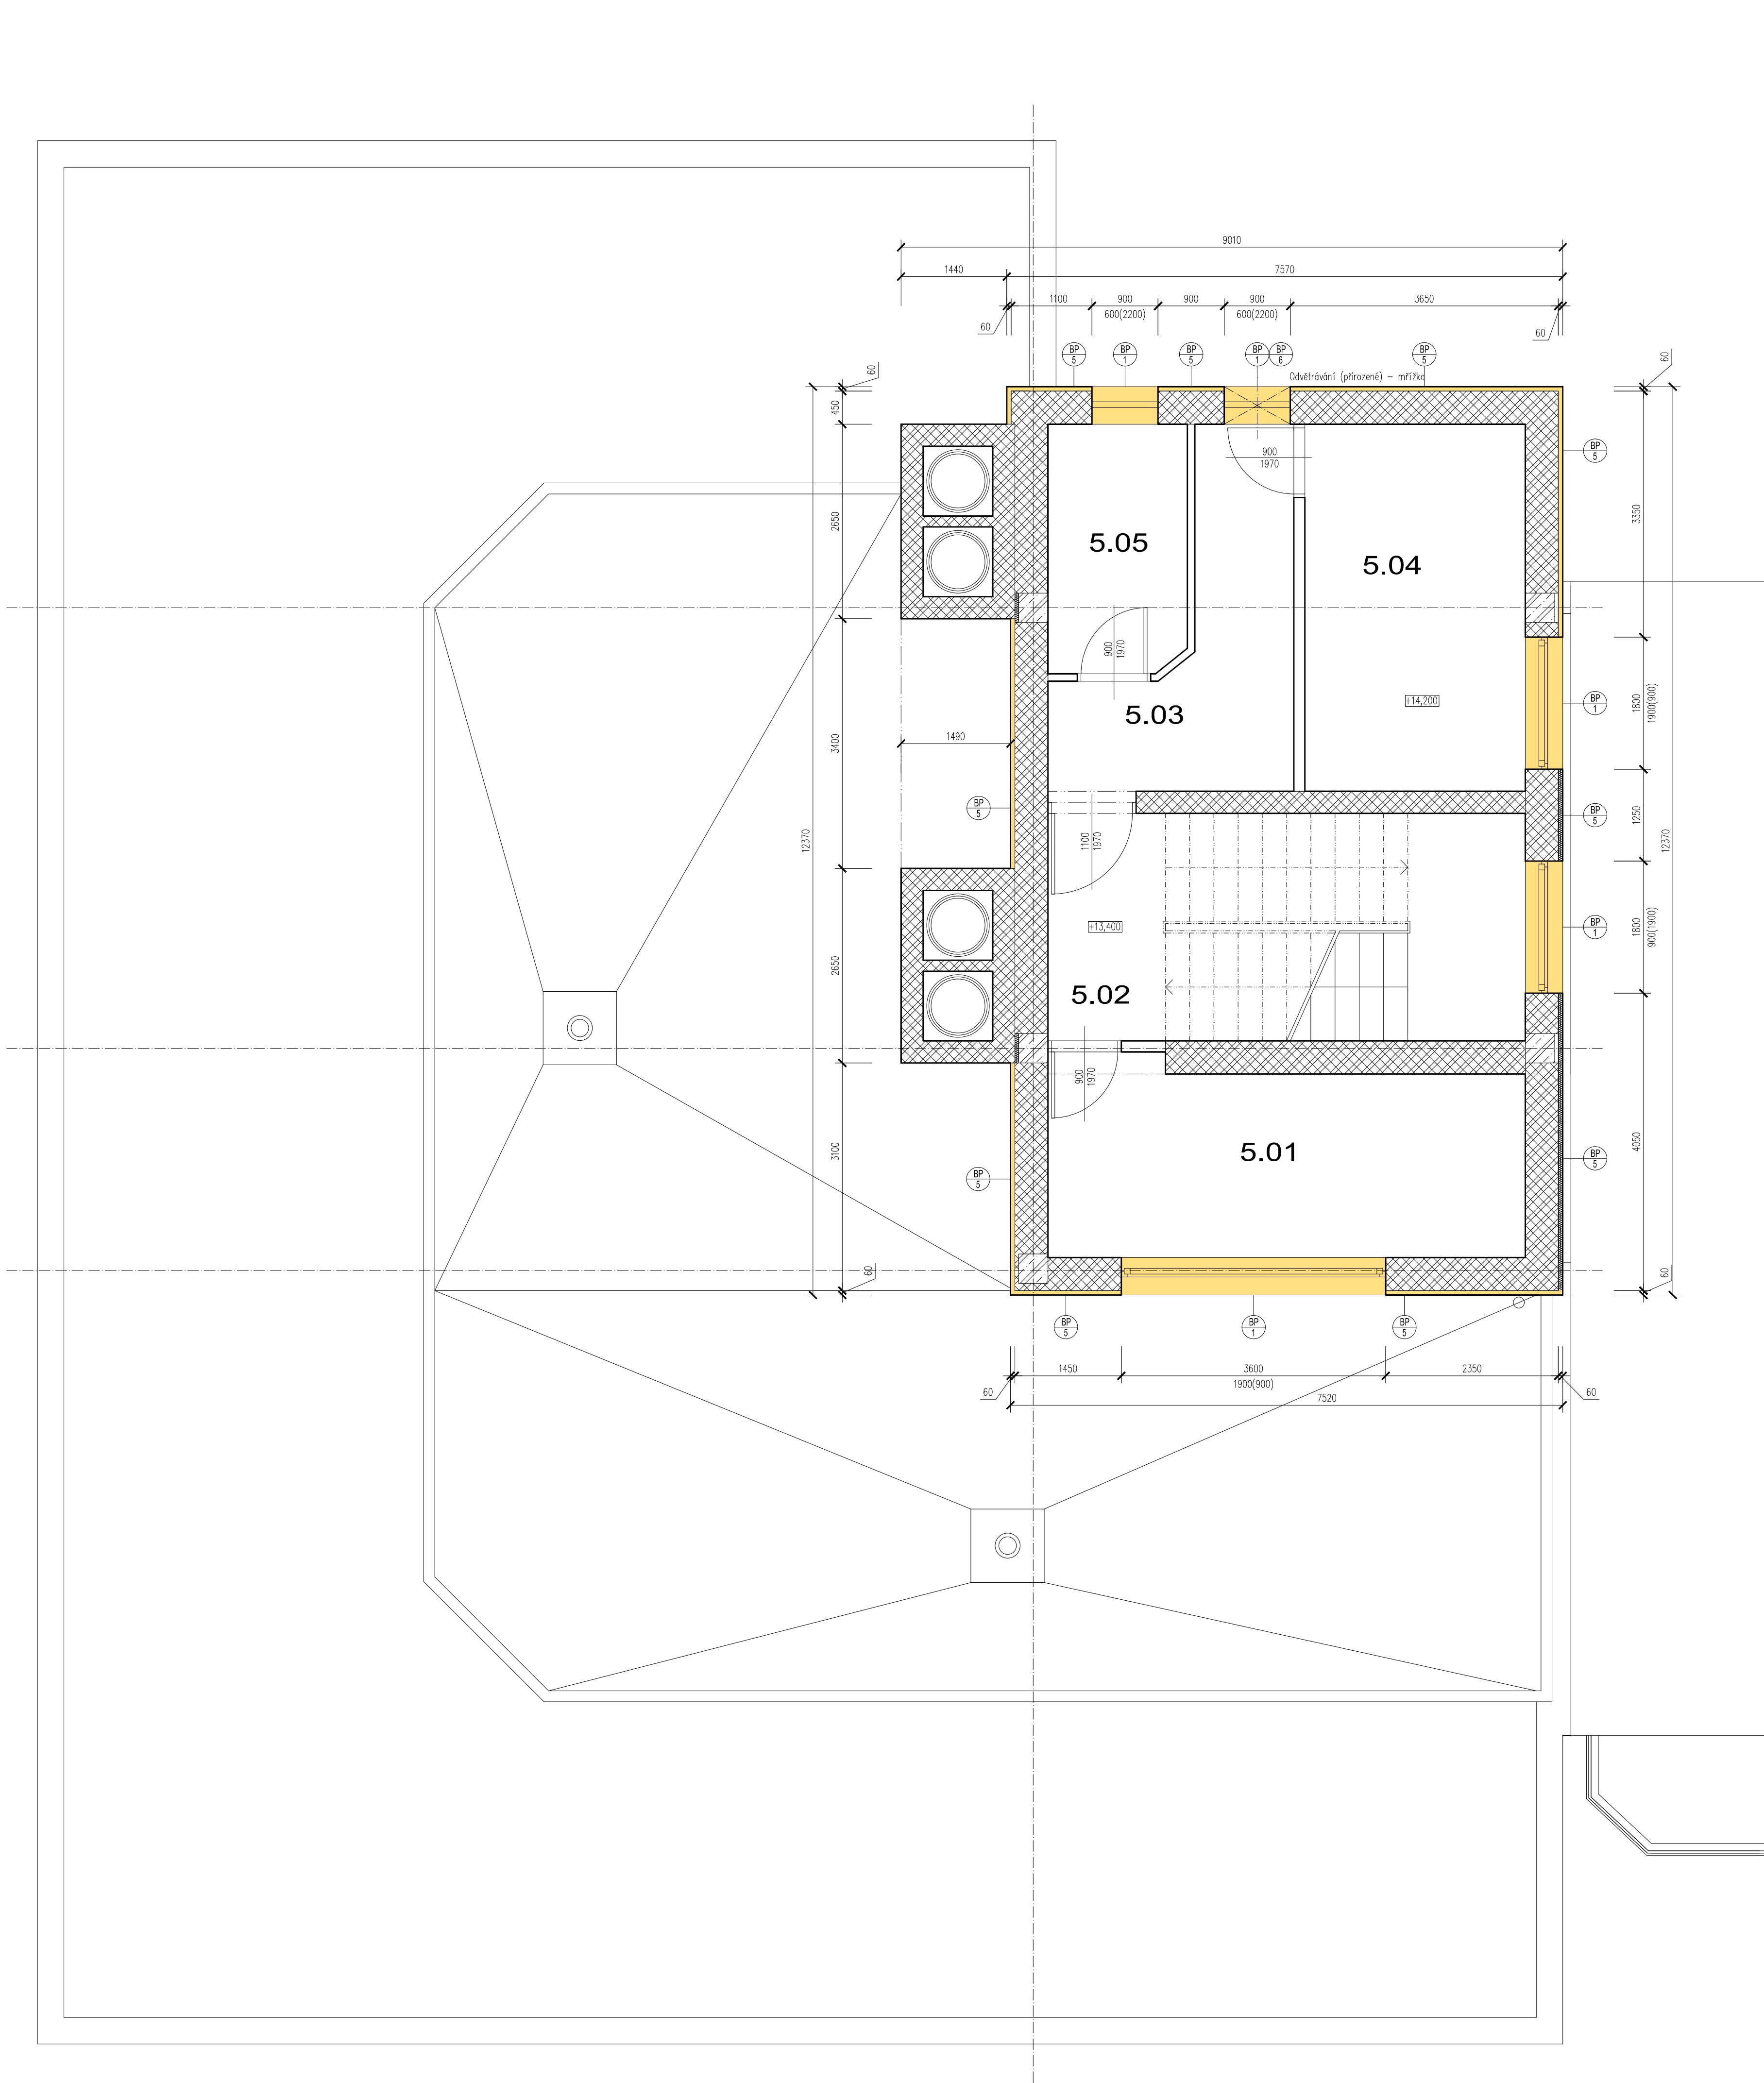 9010
1440 7570
1100 900 900 900 3650
600(2200) 600(2200)
60 60
BP 5
BP 1
BP 5
BP 1
BP 6
BP 5
Odvětrávání (přirozené) – mřížka
60
60
450
900
1970
BP 5
2650
3350
5.05
5.04
900
1970
+14,200
BP 1
1800
1900(900)
5.03
3400
1490
BP 5
1100
1970
BP 5
1250
12370
12370
+13,400
BP 1
1800
900(1900)
2650
5.02
900
1970
3100
5.01
BP 5
BP 5
4050
60
60
BP 5
BP 1
BP 5
1450 3600 2350
1900(900)
60 60
7520